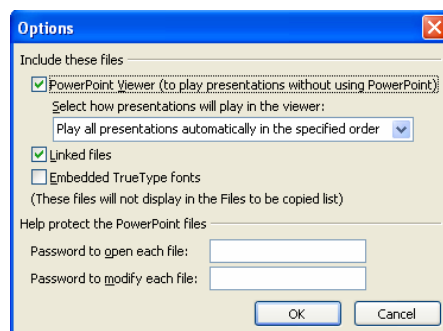 Options
Include these files
PowerPoint Viewer (to play presentations without using PowerPoint)
Select how presentations will play in the viewer:
Play all presentations automatically in the specified order
Linked files
Embedded TrueType fonts
(These files will not display in the Files to be copied list)
Help protect the PowerPoint files
Password to open each file:
Password to modify each file:
OK Cancel